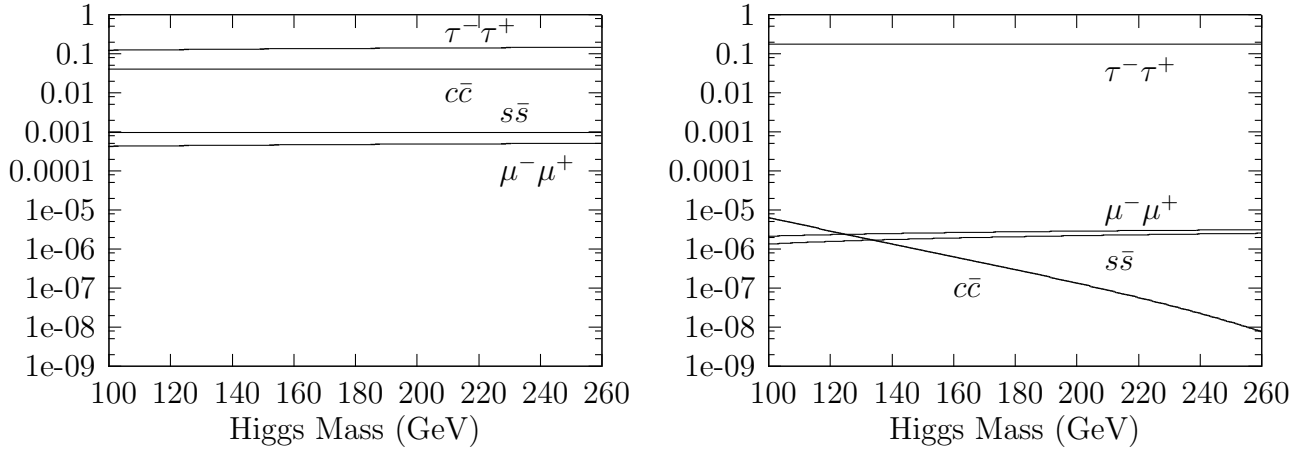 1
0.1
0.01
0.001
0.0001
1e-05
1e-06
1e-07
1e-08
1e-09
τ⁻τ⁺
cc̄
ss̄
μ⁻μ⁺
100 120 140 160 180 200 220 240 260
Higgs Mass (GeV)
1
0.1
0.01
0.001
0.0001
1e-05
1e-06
1e-07
1e-08
1e-09
τ⁻τ⁺
μ⁻μ⁺
ss̄
cc̄
100 120 140 160 180 200 220 240 260
Higgs Mass (GeV)